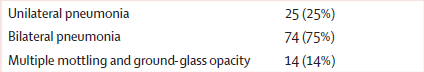 Unilateral pneumonia 25 (25%)
Bilateral pneumonia 74 (75%)
Multiple mottling and ground-glass opacity 14 (14%)